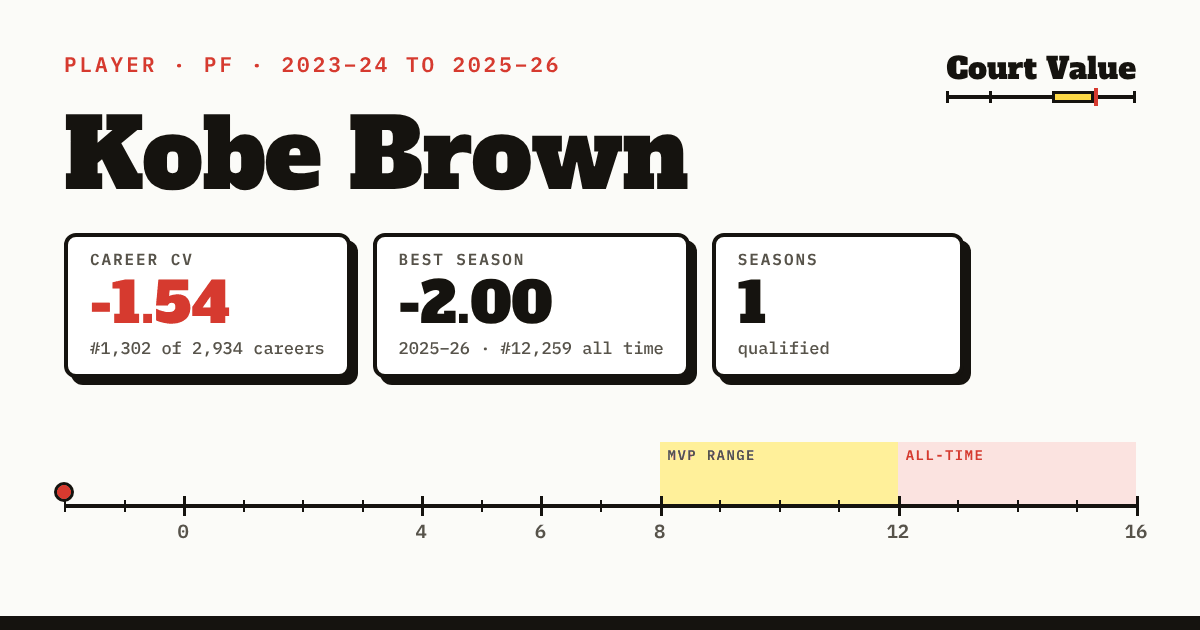 PLAYER · PF · 2023–24 TO 2025–26
Court Value
Kobe Brown
CAREER CV
-1.54
#1,302 of 2,934 careers
BEST SEASON
-2.00
2025–26 · #12,259 all time
SEASONS
1
qualified
MVP RANGE
ALL-TIME
0 4 6 8 12 16